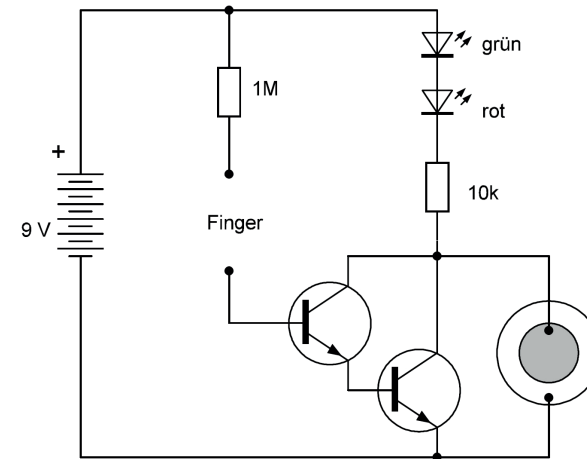 grün
1M
rot
+
10k
9 V
Finger